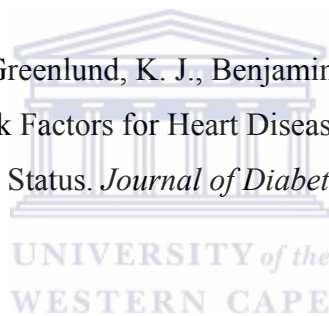 Greenlund, K. J., Benjamin
k Factors for Heart Diseas
Status. Journal of Diabet
UNIVERSITY of the
WESTERN CAPE